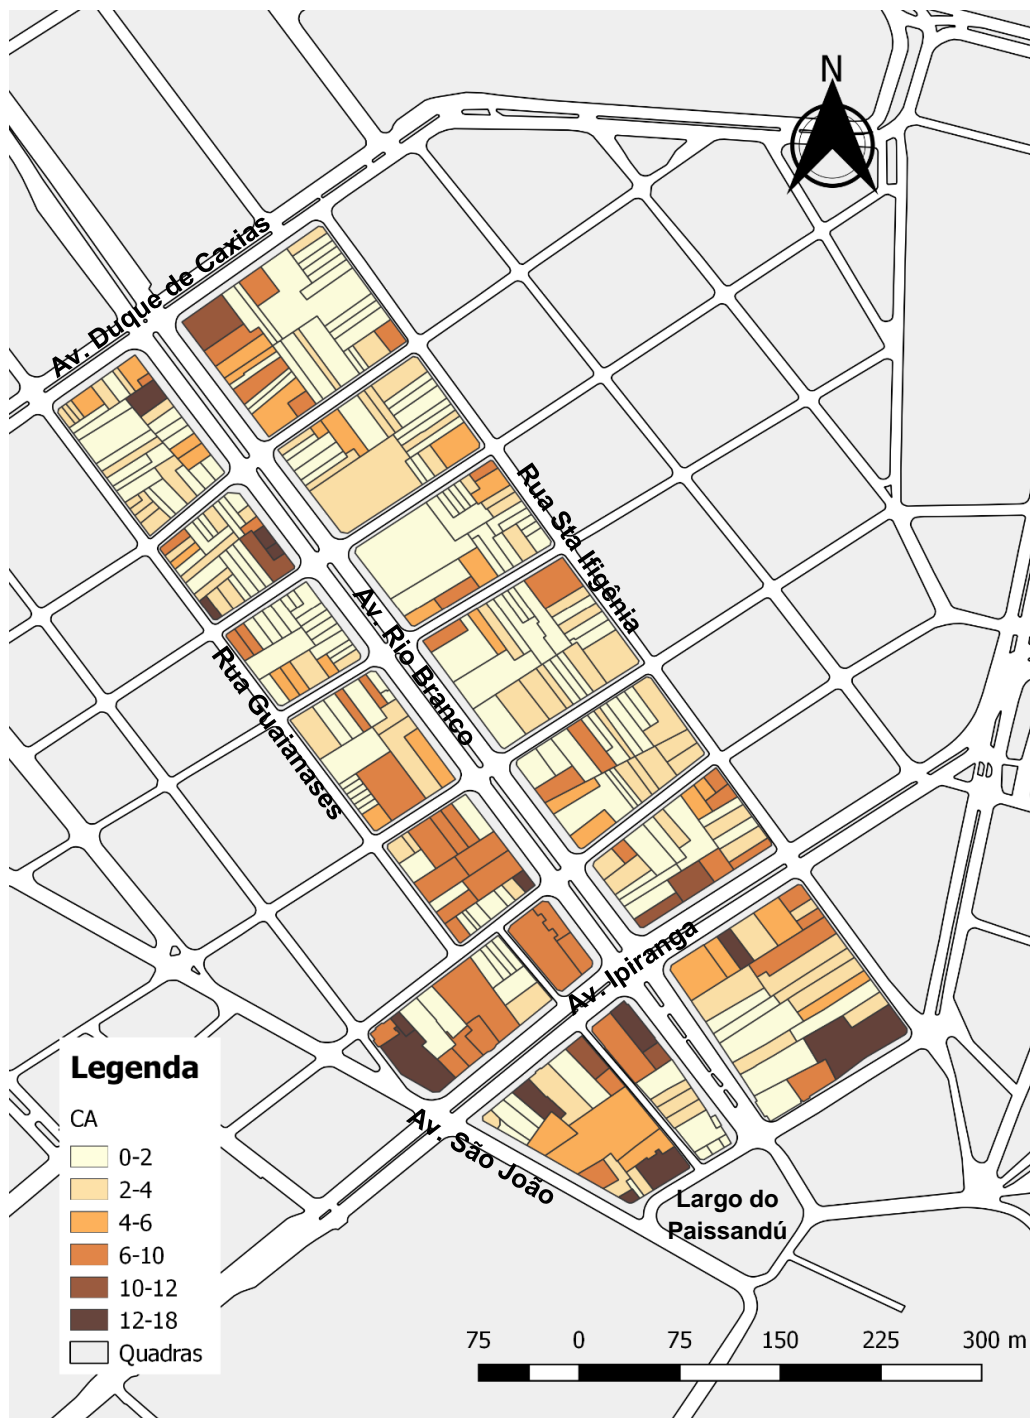 N
Av. Duque de Caxias
Rua Sta Ifigênia
Av. Rio Branco
Rua Guaianases
Av. Ipiranga
Av. São João
Largo do
Paissandú
Legenda
CA
0-2
2-4
4-6
6-10
10-12
12-18
Quadras
75 0 75 150 225 300 m